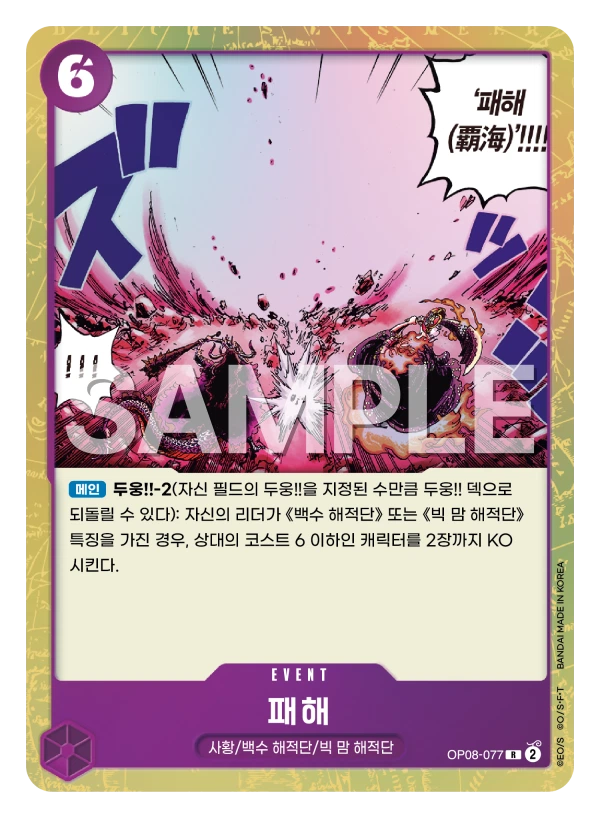 6
'패해
(覇海)'!!!!
ズ
ッ
!!!
SAMPLE
메인 두웅!!-2(자신 필드의 두웅!!을 지정된 수만큼 두웅!! 덱으로
되돌릴 수 있다): 자신의 리더가 《백수 해적단》 또는 《빅 맘 해적단》
특징을 가진 경우, 상대의 코스트 6 이하인 캐릭터를 2장까지 KO
시킨다.
EVENT
패해
사황/백수 해적단/빅 맘 해적단
OP08-077 R 2
©EO/S ©O/S·F·T BANDAI MADE IN KOREA